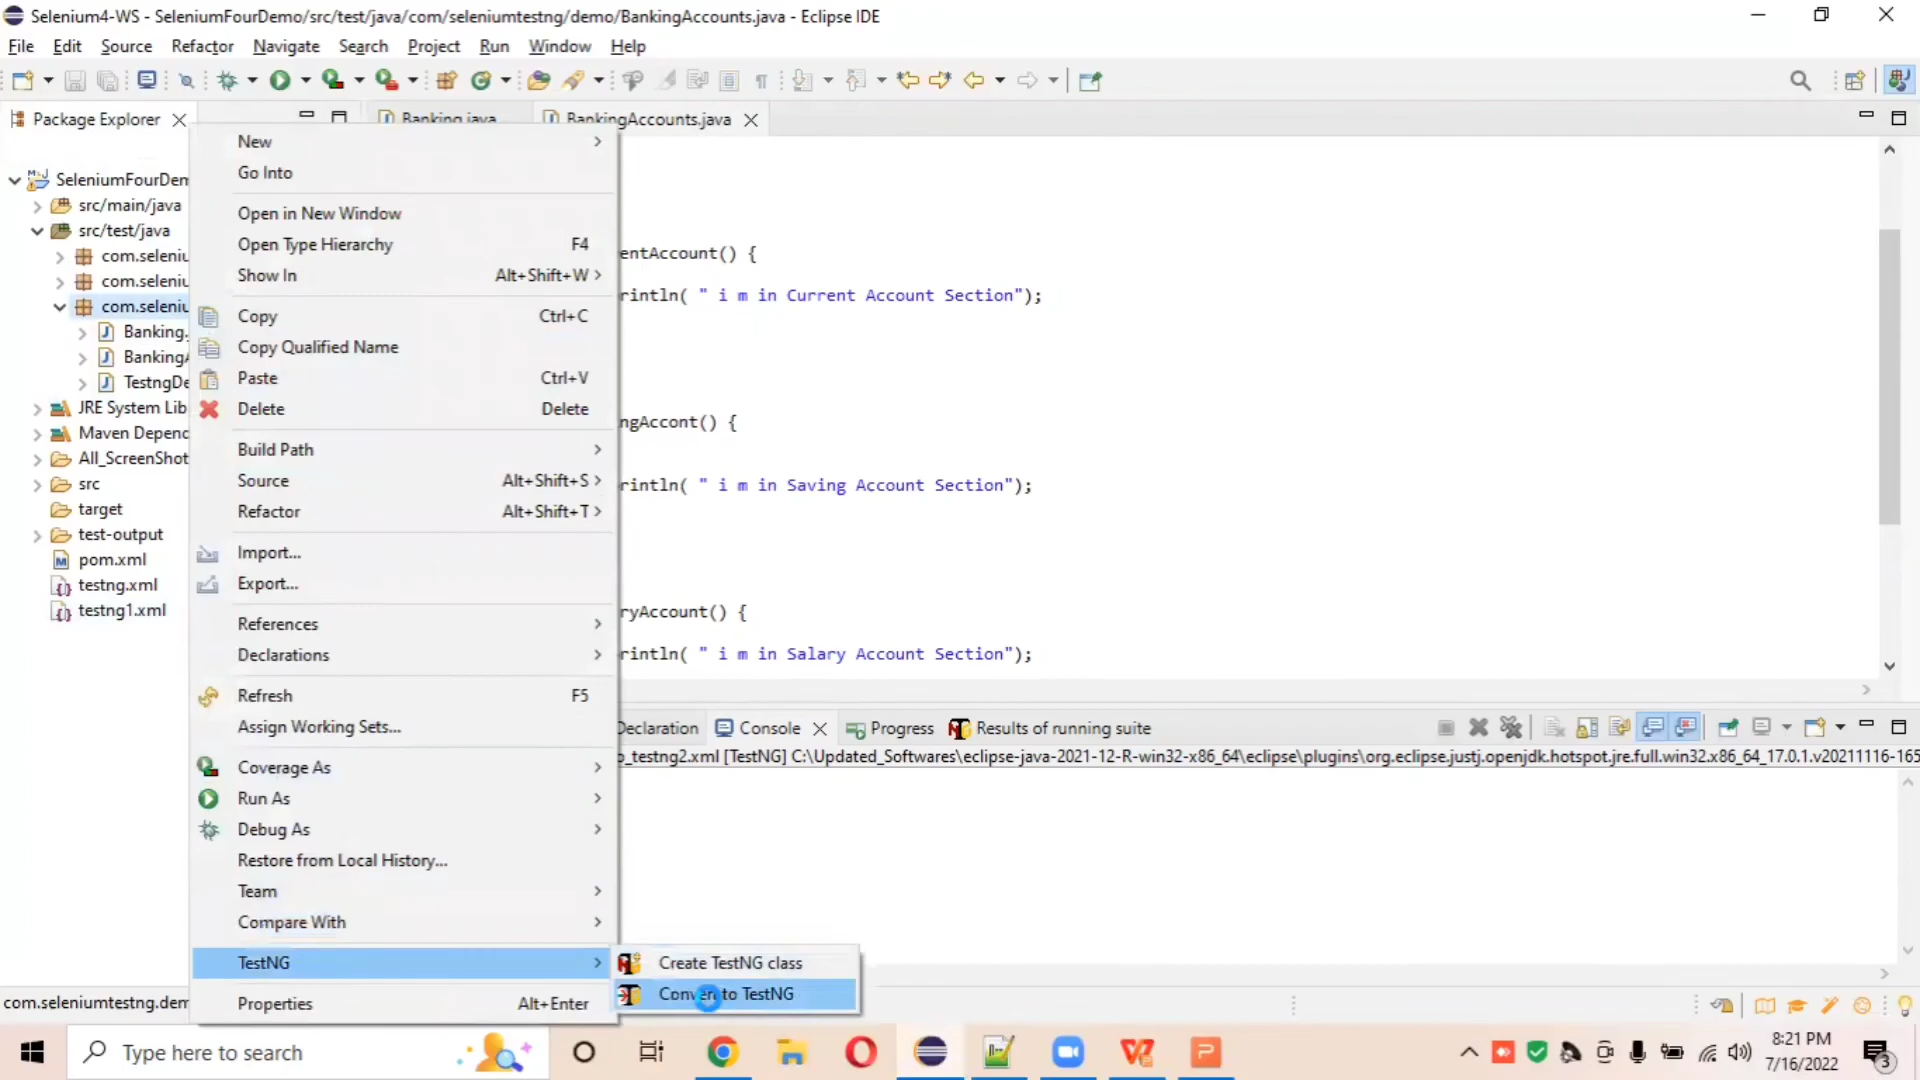 Selenium4-WS - SeleniumFourDemo/src/test/java/com/seleniumtestng/demo/BankingAccounts.java - Eclipse IDE
File Edit Source Refactor Navigate Search Project Run Window Help
Package Explorer
Banking.java
BankingAccounts.java
SeleniumFourDem
src/main/java
src/test/java
com.seleniu
com.seleniu
com.seleniu
Banking.
BankingA
TestngDe
JRE System Lib
Maven Depend
All_ScreenShot
src
target
test-output
pom.xml
testng.xml
testng1.xml
New
Go Into
Open in New Window
Open Type Hierarchy F4
Show In Alt+Shift+W
Copy Ctrl+C
Copy Qualified Name
Paste Ctrl+V
Delete Delete
Build Path
Source Alt+Shift+S
Refactor Alt+Shift+T
Import...
Export...
References
Declarations
Refresh F5
Assign Working Sets...
Coverage As
Run As
Debug As
Restore from Local History...
Team
Compare With
TestNG
Properties Alt+Enter
Create TestNG class
Convert to TestNG
entAccount() {
rintln( " i m in Current Account Section");
ngAccont() {
rintln( " i m in Saving Account Section");
ryAccount() {
rintln( " i m in Salary Account Section");
Declaration Console Progress Results of running suite
o_testng2.xml [TestNG] C:\Updated_Softwares\eclipse-java-2021-12-R-win32-x86_64\eclipse\plugins\org.eclipse.justj.openjdk.hotspot.jre.full.win32.x86_64_17.0.1.v20211116-165
com.seleniumtestng.dem
Type here to search
8:21 PM
7/16/2022
3